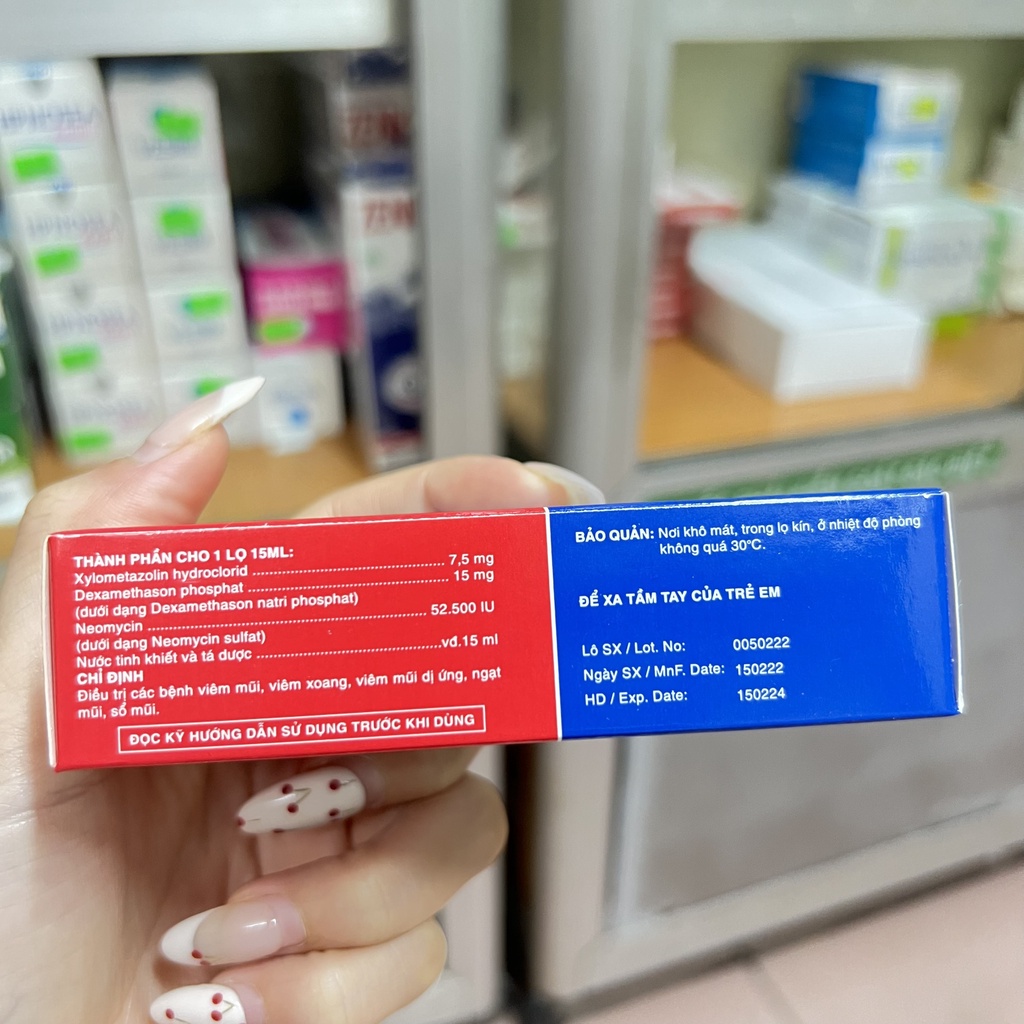 THÀNH PHẦN CHO 1 LỌ 15ML:
Xylometazolin hydroclorid ........................................ 7,5 mg
Dexamethason phosphat ........................................... 15 mg
(dưới dạng Dexamethason natri phosphat)
Neomycin ............................................................... 52.500 IU
(dưới dạng Neomycin sulfat)
Nước tinh khiết và tá dược .......................................vđ.15 ml
CHỈ ĐỊNH
Điều trị các bệnh viêm mũi, viêm xoang, viêm mũi dị ứng, ngạt
mũi, sổ mũi.
ĐỌC KỸ HƯỚNG DẪN SỬ DỤNG TRƯỚC KHI DÙNG
BẢO QUẢN: Nơi khô mát, trong lọ kín, ở nhiệt độ phòng
không quá 30°C.
ĐỂ XA TẦM TAY CỦA TRẺ EM
Lô SX / Lot. No: 0050222
Ngày SX / MnF. Date: 150222
HD / Exp. Date: 150224